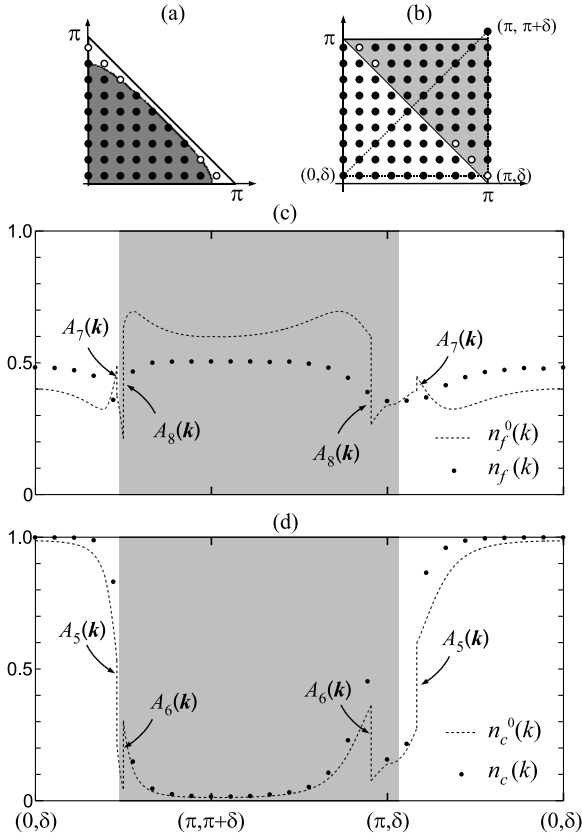 (a)
(b)
π
π
(π, π+δ)
(0,δ)
(π,δ)
π
π
(c)
1.0
A7(k)
A7(k)
0.5
A8(k)
A8(k)
nf0(k)
nf(k)
0
(d)
1.0
A5(k)
A5(k)
0.5
A6(k)
A6(k)
nc0(k)
nc(k)
0
(0,δ)
(π,π+δ)
(π,δ)
(0,δ)